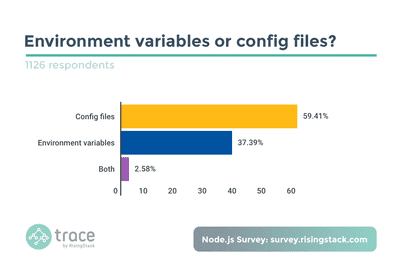 Environment variables or config files?
1126 respondents
Config files 59.41%
Environment variables 37.39%
Both 2.58%
0 10 20 30 40 50 60
trace
by RisingStack
Node.js Survey: survey.risingstack.com